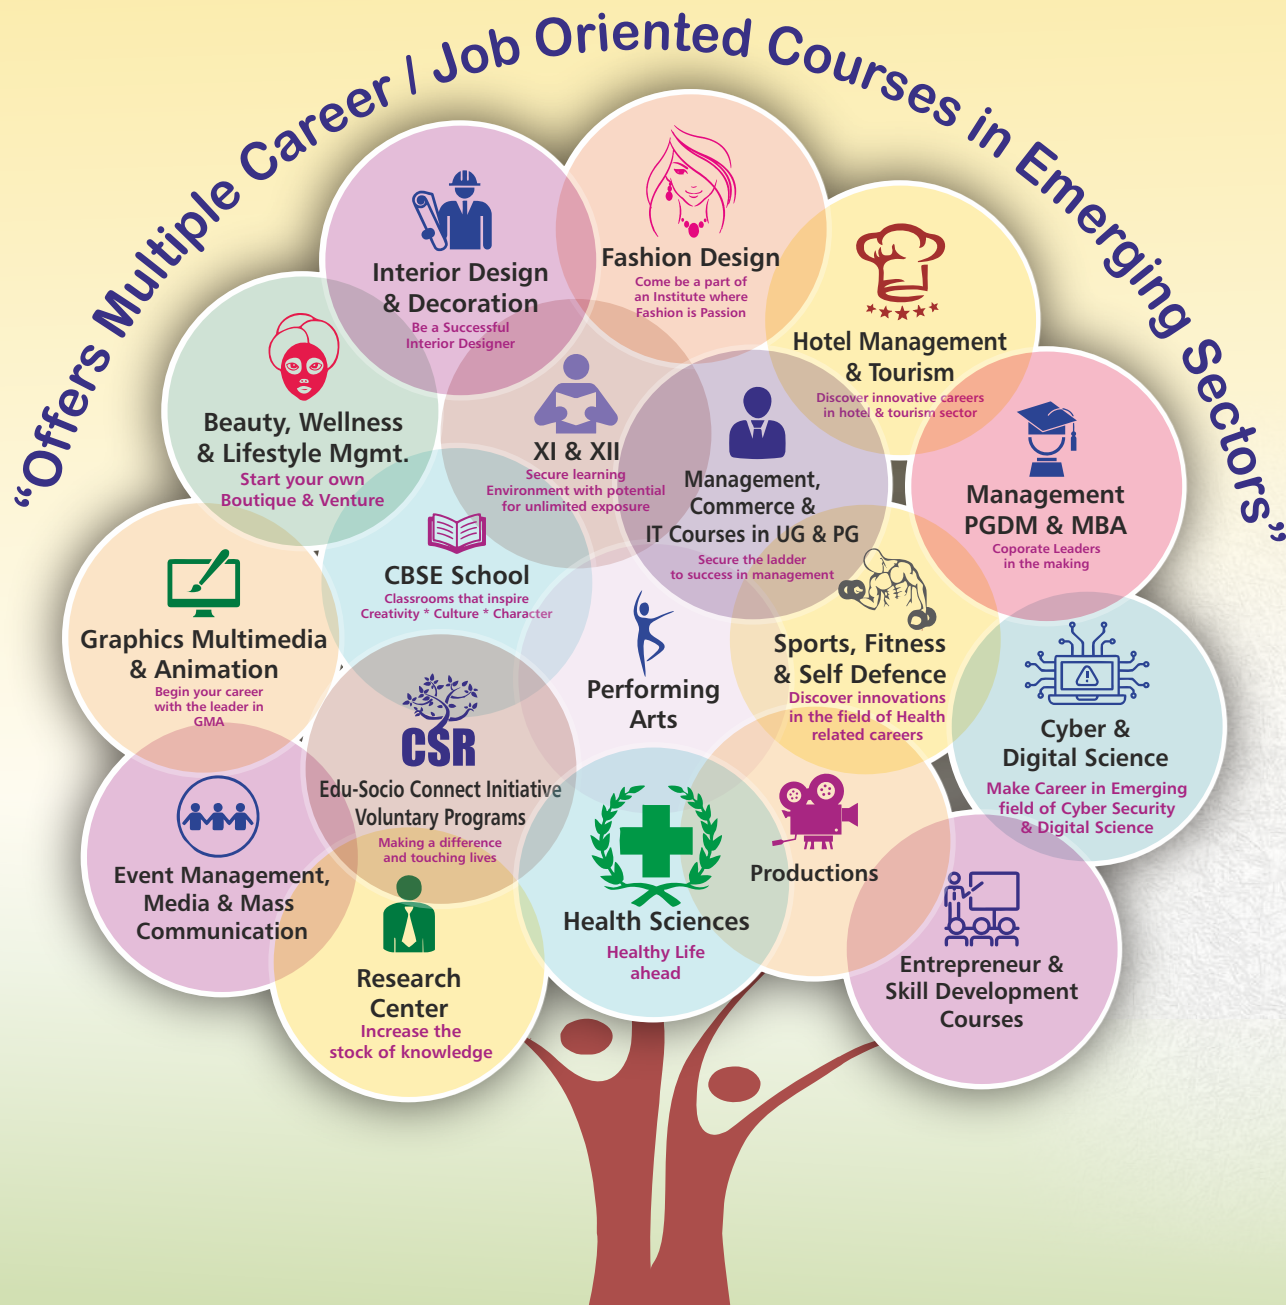 “Offers Multiple Career / Job Oriented Courses in Emerging Sectors”
Interior Design
& Decoration
Be a Successful
Interior Designer
Fashion Design
Come be a part of
an Institute where
Fashion is Passion
Hotel Management
& Tourism
Discover innovative careers
in hotel & tourism sector
Beauty, Wellness
& Lifestyle Mgmt.
Start your own
Boutique & Venture
XI & XII
Secure learning
Environment with potential
for unlimited exposure
Management,
Commerce &
IT Courses in UG & PG
Secure the ladder
to success in management
Management
PGDM & MBA
Coporate Leaders
in the making
CBSE School
Classrooms that inspire
Creativity * Culture * Character
Graphics Multimedia
& Animation
Begin your career
with the leader in
GMA
Performing
Arts
Sports, Fitness
& Self Defence
Discover innovations
in the field of Health
related careers
Cyber &
Digital Science
Make Career in Emerging
field of Cyber Security
& Digital Science
CSR
Edu-Socio Connect Initiative
Voluntary Programs
Making a difference
and touching lives
Event Management,
Media & Mass
Communication
Health Sciences
Healthy Life
ahead
Productions
Research
Center
Increase the
stock of knowledge
Entrepreneur &
Skill Development
Courses